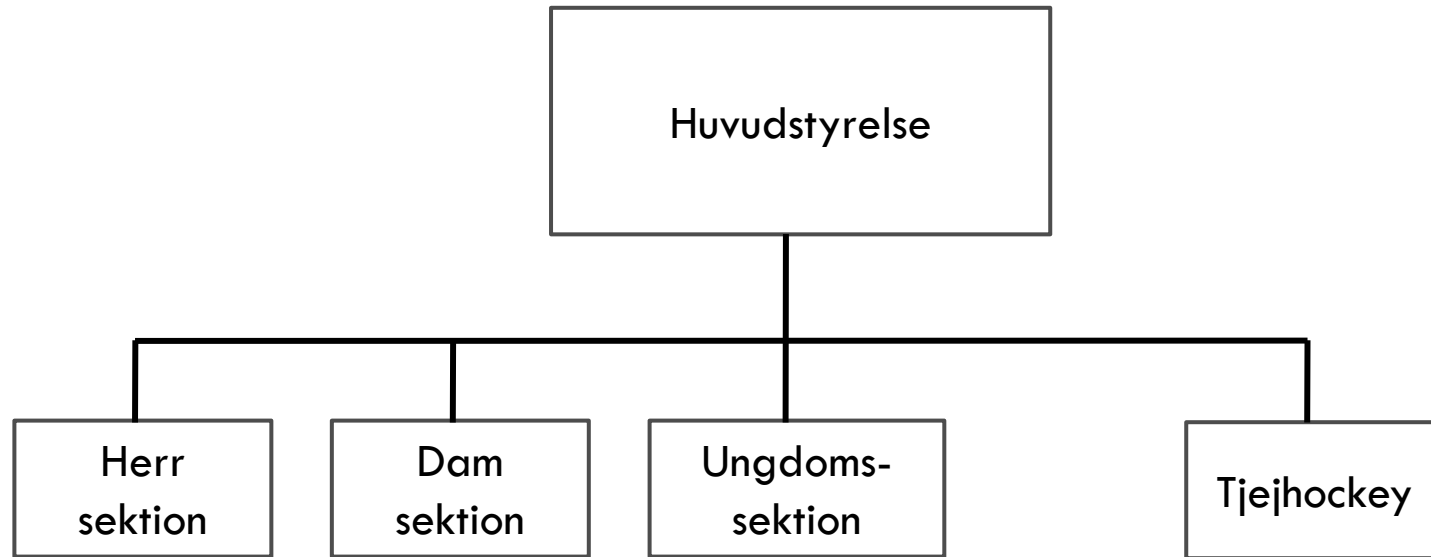 Huvudstyrelse
Herr
sektion
Dam
sektion
Ungdoms-
sektion
Tjejhockey